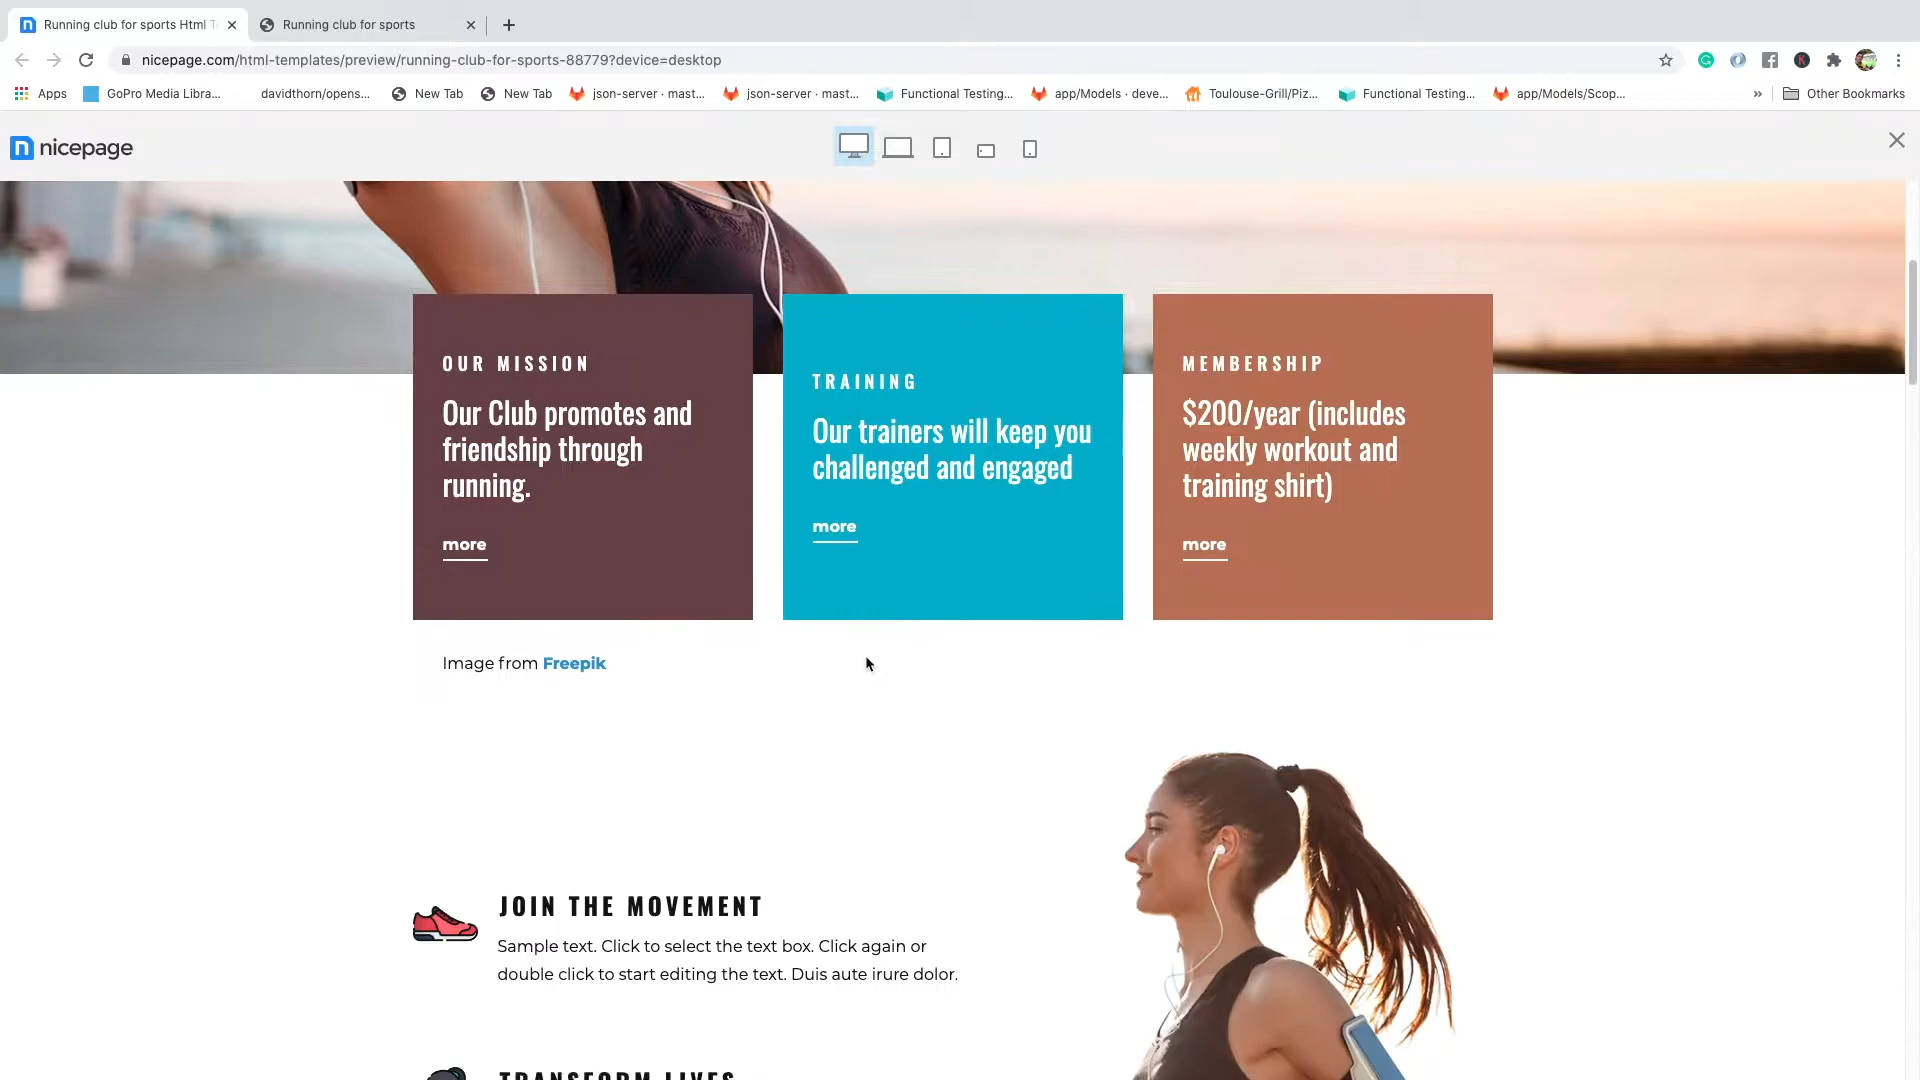 Running club for sports Html T
Running club for sports
nicepage.com/html-templates/preview/running-club-for-sports-88779?device=desktop
Apps
GoPro Media Libra...
davidthorn/opens...
New Tab
New Tab
json-server · mast...
json-server · mast...
Functional Testing...
app/Models · deve...
Toulouse-Grill/Piz...
Functional Testing...
app/Models/Scop...
»
Other Bookmarks
nicepage
OUR MISSION
Our Club promotes and
friendship through
running.
more
TRAINING
Our trainers will keep you
challenged and engaged
more
MEMBERSHIP
$200/year (includes
weekly workout and
training shirt)
more
Image from Freepik
JOIN THE MOVEMENT
Sample text. Click to select the text box. Click again or
double click to start editing the text. Duis aute irure dolor.
TRANSFORM LIVES